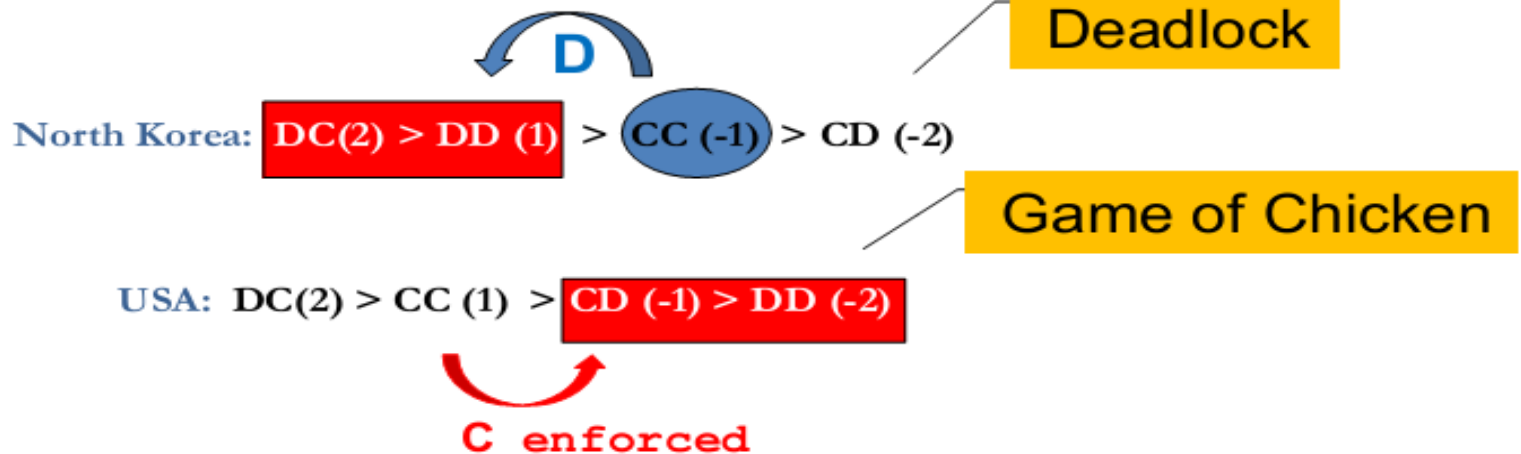 Deadlock
D
North Korea: DC(2) > DD (1) > CC (-1) > CD (-2)
Game of Chicken
USA: DC(2) > CC (1) > CD (-1) > DD (-2)
C enforced